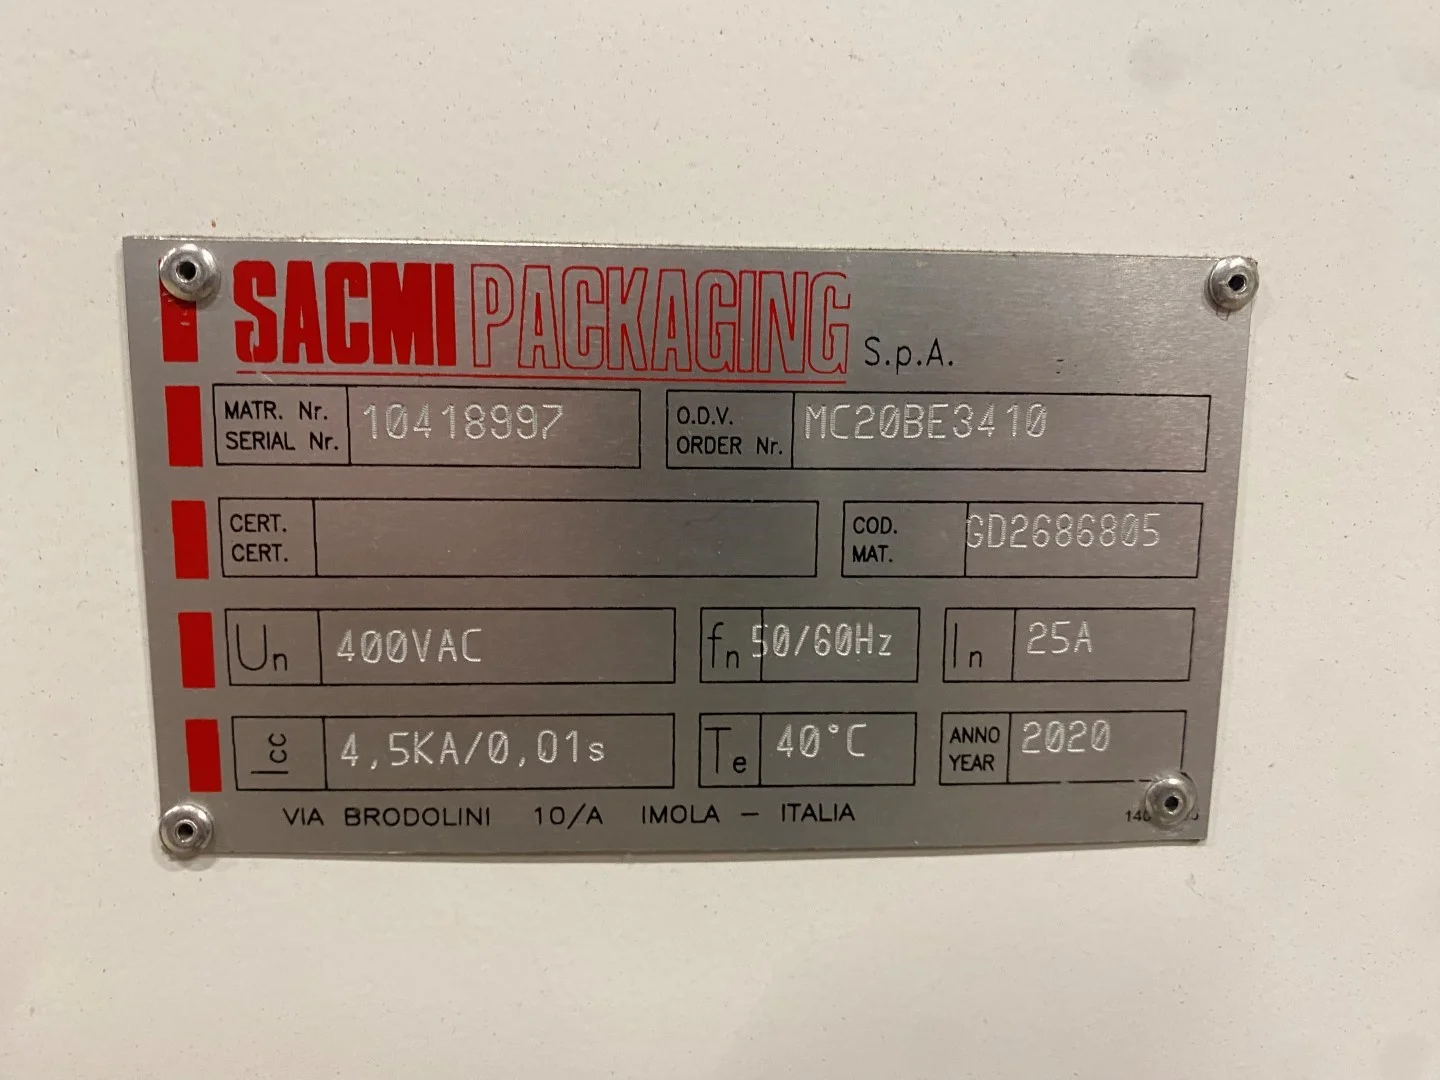 SACMI PACKAGING S.p.A.
MATR. Nr. SERIAL Nr. 10418997 O.D.V. ORDER Nr. MC20BE3410
CERT. CERT. COD. MAT. GD2686805
Un 400VAC fn 50/60Hz In 25A
Icc 4,5KA/0,01s Te 40°C ANNO YEAR 2020
VIA BRODOLINI 10/A IMOLA – ITALIA